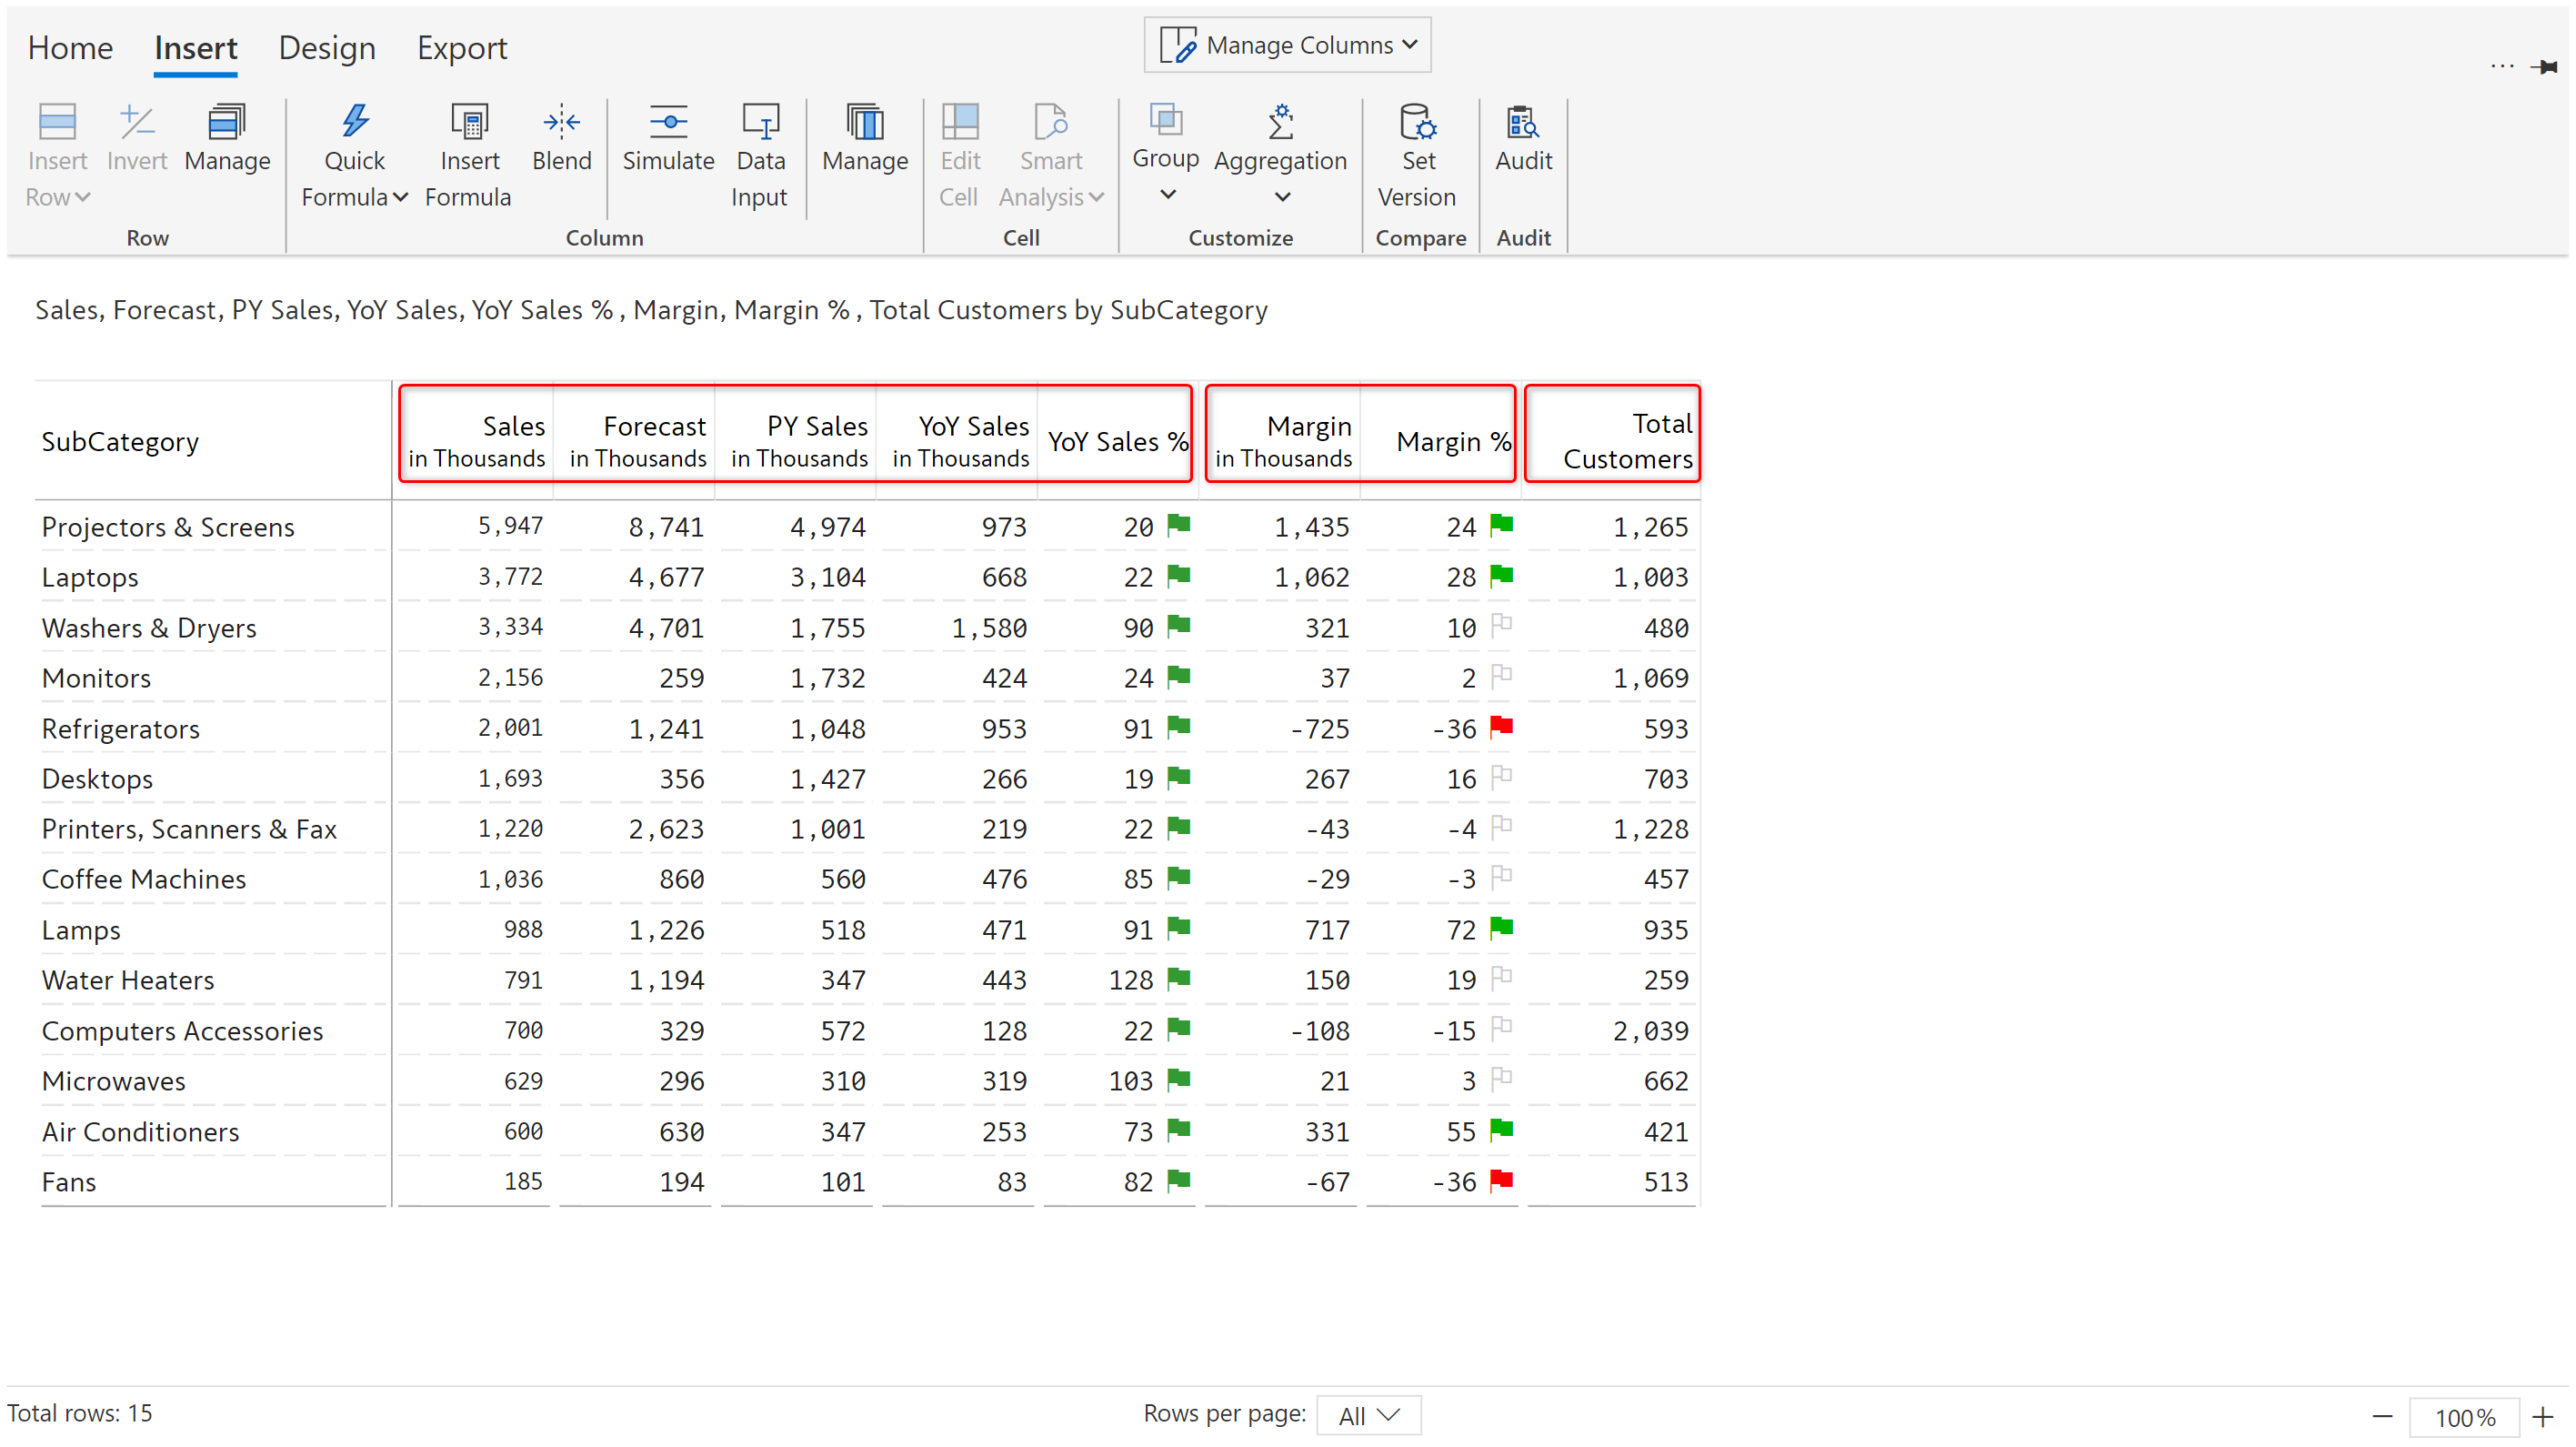 Home Insert Design Export
Manage Columns
...
Insert Row Invert Manage Quick Formula Insert Formula Blend Simulate Data Input Manage Edit Cell Smart Analysis Group Aggregation Set Version Audit
Row Column Cell Customize Compare Audit
Sales, Forecast, PY Sales, YoY Sales, YoY Sales %, Margin, Margin %, Total Customers by SubCategory
SubCategory Sales in Thousands Forecast in Thousands PY Sales in Thousands YoY Sales in Thousands YoY Sales % Margin in Thousands Margin % Total Customers
Projectors & Screens 5,947 8,741 4,974 973 20 1,435 24 1,265
Laptops 3,772 4,677 3,104 668 22 1,062 28 1,003
Washers & Dryers 3,334 4,701 1,755 1,580 90 321 10 480
Monitors 2,156 259 1,732 424 24 37 2 1,069
Refrigerators 2,001 1,241 1,048 953 91 -725 -36 593
Desktops 1,693 356 1,427 266 19 267 16 703
Printers, Scanners & Fax 1,220 2,623 1,001 219 22 -43 -4 1,228
Coffee Machines 1,036 860 560 476 85 -29 -3 457
Lamps 988 1,226 518 471 91 717 72 935
Water Heaters 791 1,194 347 443 128 150 19 259
Computers Accessories 700 329 572 128 22 -108 -15 2,039
Microwaves 629 296 310 319 103 21 3 662
Air Conditioners 600 630 347 253 73 331 55 421
Fans 185 194 101 83 82 -67 -36 513
Total rows: 15 Rows per page: All 100%